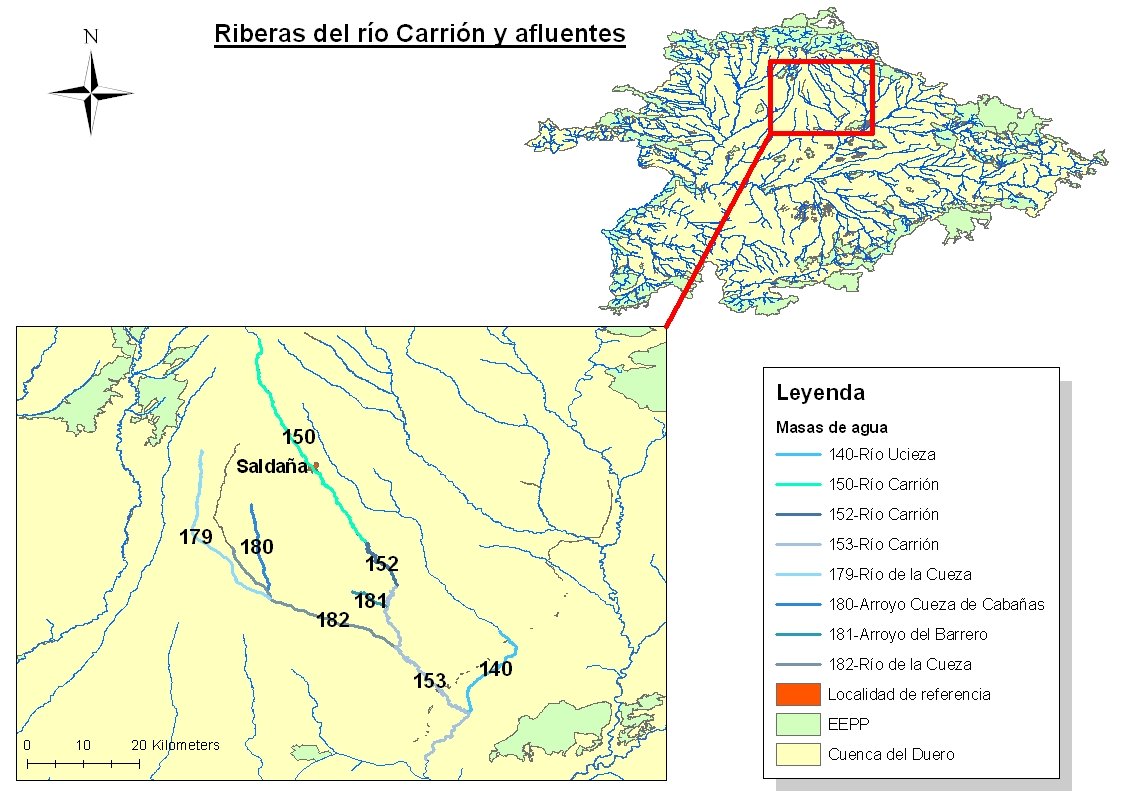 N
Riberas del río Carrión y afluentes
150
Saldaña
179
180
152
181
182
140
153
0 10 20 Kilometers
Leyenda
Masas de agua
140-Río Ucieza
150-Río Carrión
152-Río Carrión
153-Río Carrión
179-Río de la Cueza
180-Arroyo Cueza de Cabañas
181-Arroyo del Barrero
182-Río de la Cueza
Localidad de referencia
EEPP
Cuenca del Duero